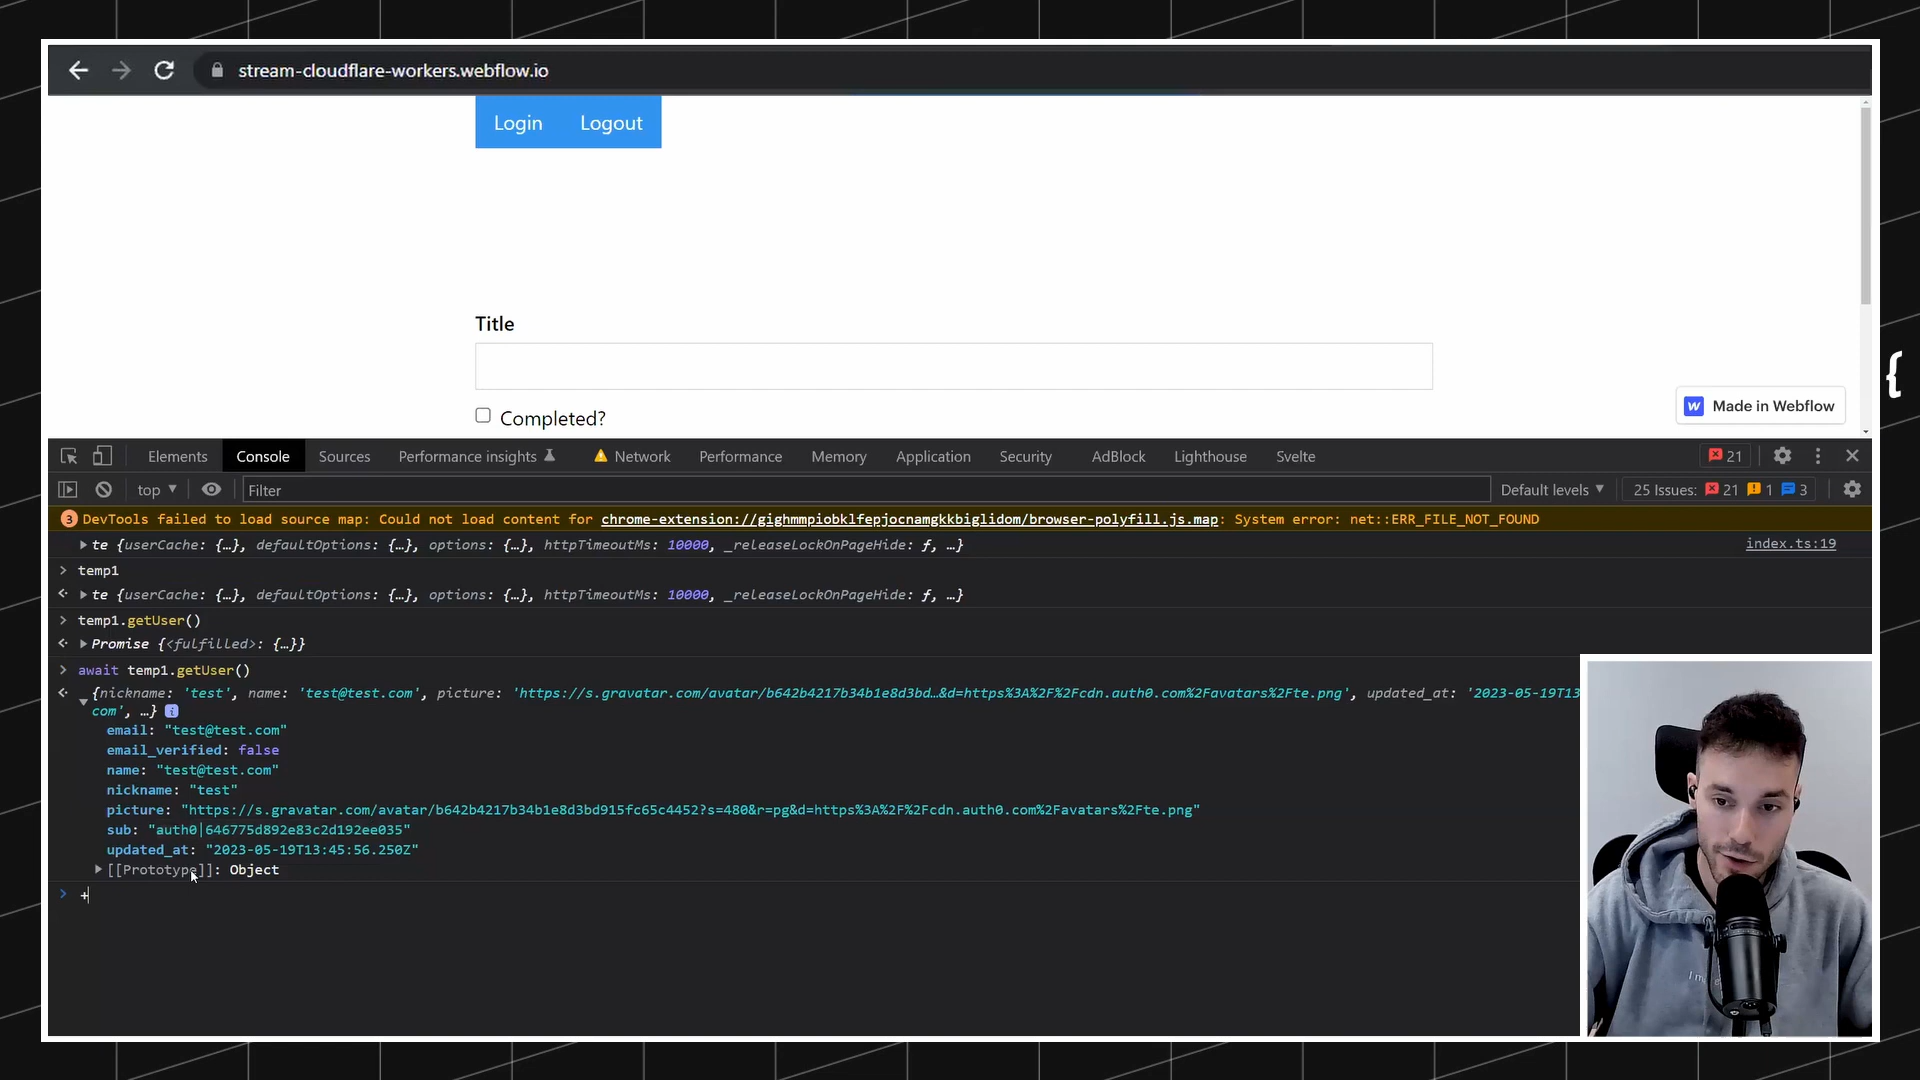 stream-cloudflare-workers.webflow.io
Login Logout
Title
Completed?
Made in Webflow
{
Elements Console Sources Performance insights Network Performance Memory Application Security AdBlock Lighthouse Svelte 21
top Filter Default levels 25 Issues: 21 1 3
3 DevTools failed to load source map: Could not load content for chrome-extension://gighmmpiobklfepjocnamgkkbiglidom/browser-polyfill.js.map: System error: net::ERR_FILE_NOT_FOUND
te {userCache: {…}, defaultOptions: {…}, options: {…}, httpTimeoutMs: 10000, _releaseLockOnPageHide: ƒ, …} index.ts:19
> temp1
te {userCache: {…}, defaultOptions: {…}, options: {…}, httpTimeoutMs: 10000, _releaseLockOnPageHide: ƒ, …}
> temp1.getUser()
Promise {<fulfilled>: {…}}
> await temp1.getUser()
{nickname: 'test', name: 'test@test.com', picture: 'https://s.gravatar.com/avatar/b642b4217b34b1e8d3bd…&d=https%3A%2F%2Fcdn.auth0.com%2Favatars%2Fte.png', updated_at: '2023-05-19T13
com', …} i
email: "test@test.com"
email_verified: false
name: "test@test.com"
nickname: "test"
picture: "https://s.gravatar.com/avatar/b642b4217b34b1e8d3bd915fc65c4452?s=480&r=pg&d=https%3A%2F%2Fcdn.auth0.com%2Favatars%2Fte.png"
sub: "auth0|646775d892e83c2d192ee035"
updated_at: "2023-05-19T13:45:56.250Z"
[[Prototype]]: Object
> +